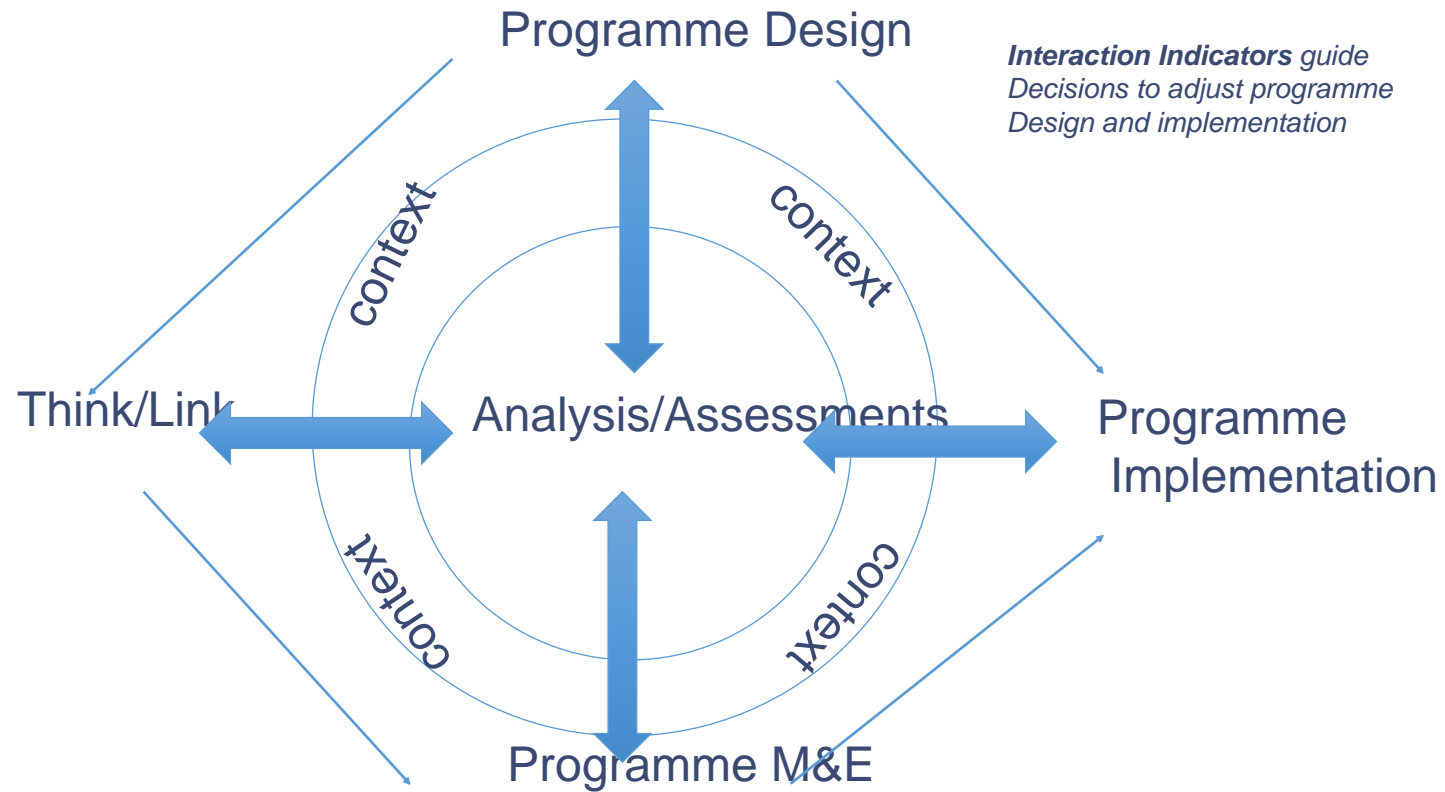 Programme Design
Interaction Indicators guide
Decisions to adjust programme
Design and implementation
context
context
Think/Link
Analysis/Assessments
Programme
Implementation
context
context
Programme M&E